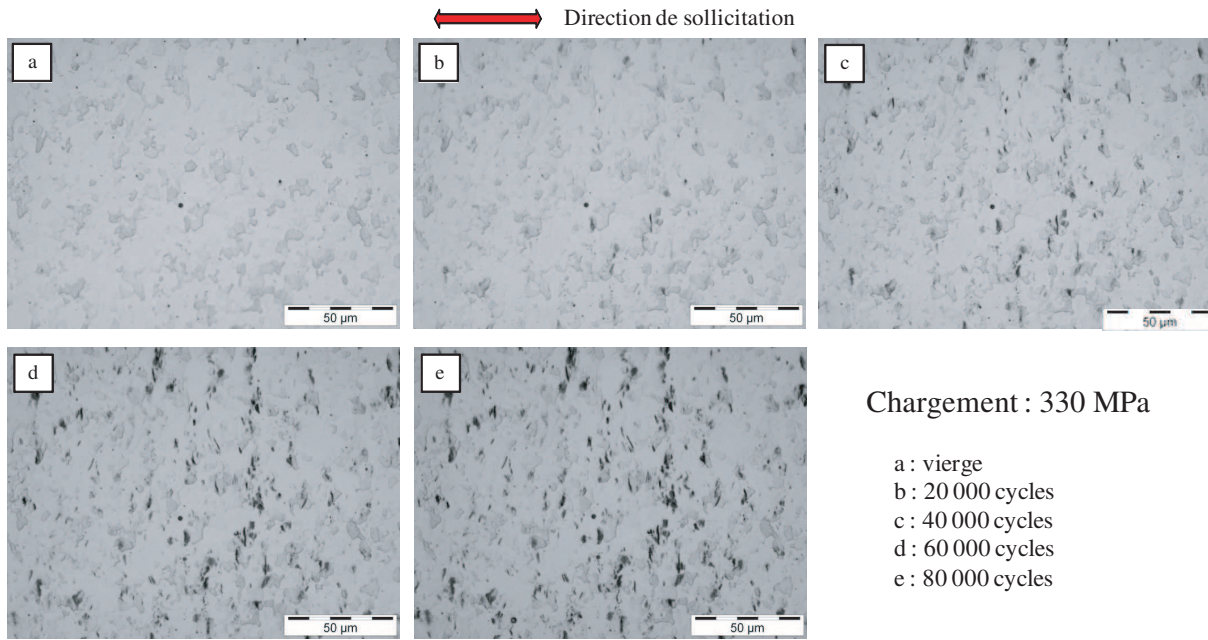 Direction de sollicitation
a
b
c
50 µm
50 µm
50 µm
d
e
50 µm
50 µm
Chargement : 330 MPa
a : vierge
b : 20 000 cycles
c : 40 000 cycles
d : 60 000 cycles
e : 80 000 cycles